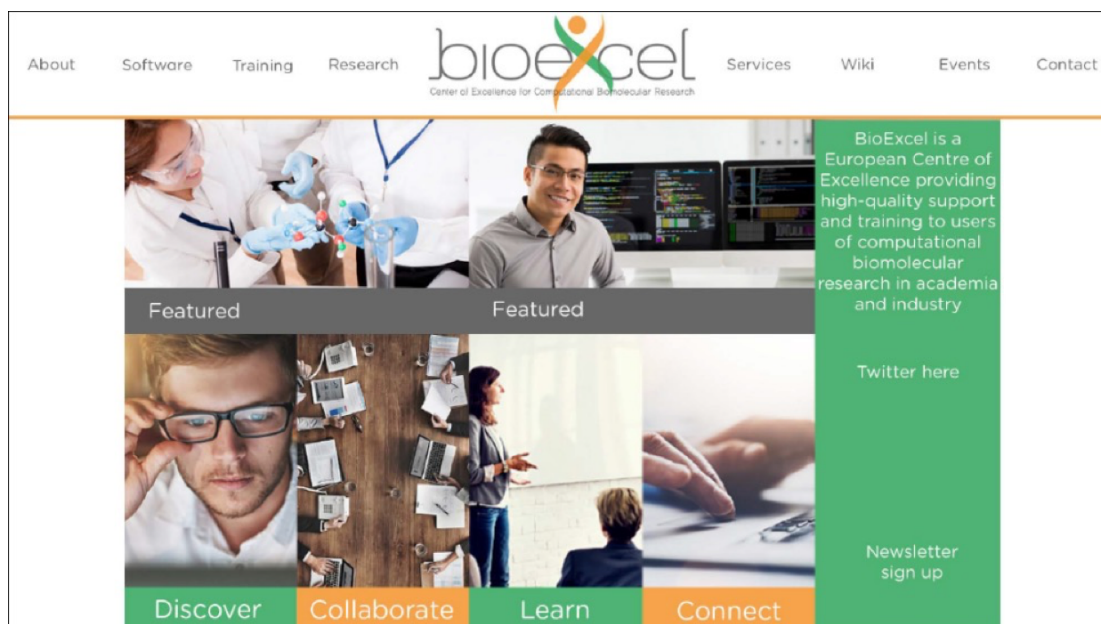 About
Software
Training
Research
bioexcel
Center of Excellence for Computational Biomolecular Research
Services
Wiki
Events
Contact
Featured
Featured
BioExcel is a
European Centre of
Excellence providing
high-quality support
and training to users
of computational
biomolecular
research in academia
and industry
Twitter here
Newsletter
sign up
Discover
Collaborate
Learn
Connect